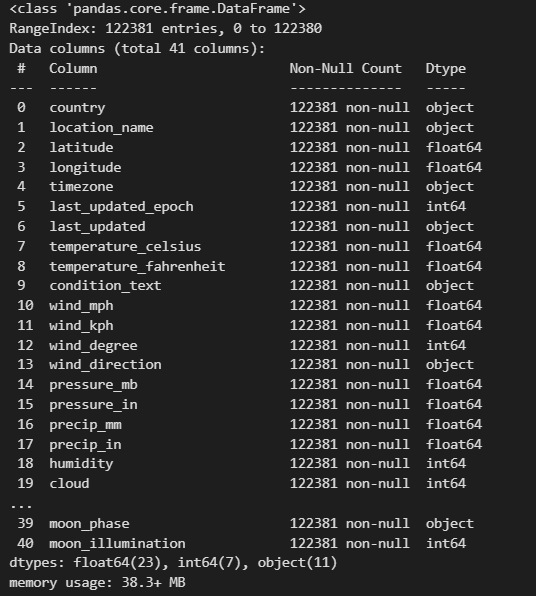 <class 'pandas.core.frame.DataFrame'>
RangeIndex: 122381 entries, 0 to 122380
Data columns (total 41 columns):
 #   Column                  Non-Null Count   Dtype
---  ------                  --------------   -----
 0   country                 122381 non-null  object
 1   location_name           122381 non-null  object
 2   latitude                122381 non-null  float64
 3   longitude               122381 non-null  float64
 4   timezone                122381 non-null  object
 5   last_updated_epoch      122381 non-null  int64
 6   last_updated            122381 non-null  object
 7   temperature_celsius     122381 non-null  float64
 8   temperature_fahrenheit  122381 non-null  float64
 9   condition_text          122381 non-null  object
 10  wind_mph                122381 non-null  float64
 11  wind_kph                122381 non-null  float64
 12  wind_degree             122381 non-null  int64
 13  wind_direction          122381 non-null  object
 14  pressure_mb             122381 non-null  float64
 15  pressure_in             122381 non-null  float64
 16  precip_mm               122381 non-null  float64
 17  precip_in               122381 non-null  float64
 18  humidity                122381 non-null  int64
 19  cloud                   122381 non-null  int64
...
 39  moon_phase              122381 non-null  object
 40  moon_illumination       122381 non-null  int64
dtypes: float64(23), int64(7), object(11)
memory usage: 38.3+ MB